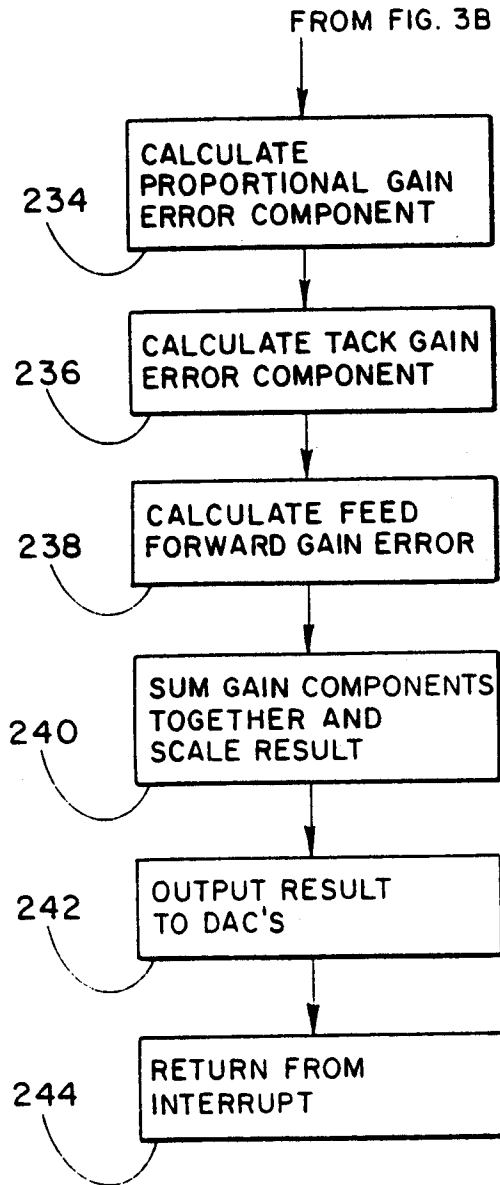 FROM FIG. 3B
CALCULATE
PROPORTIONAL GAIN
ERROR COMPONENT
234
CALCULATE TACK GAIN
ERROR COMPONENT
236
CALCULATE FEED
FORWARD GAIN ERROR
238
SUM GAIN COMPONENTS
TOGETHER AND
SCALE RESULT
240
OUTPUT RESULT
TO DAC'S
242
RETURN FROM
INTERRUPT
244